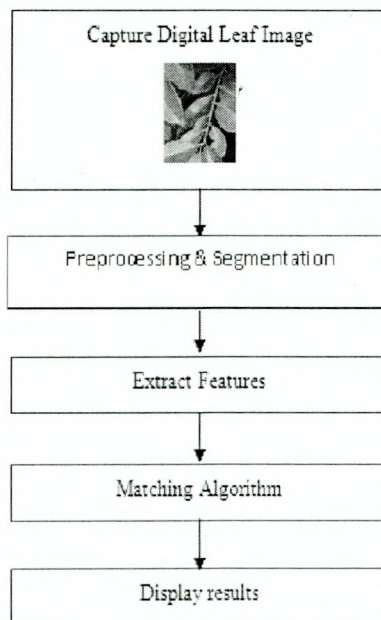 Capture Digital Leaf Image
Preprocessing & Segmentation
Extract Features
Matching Algorithm
Display results